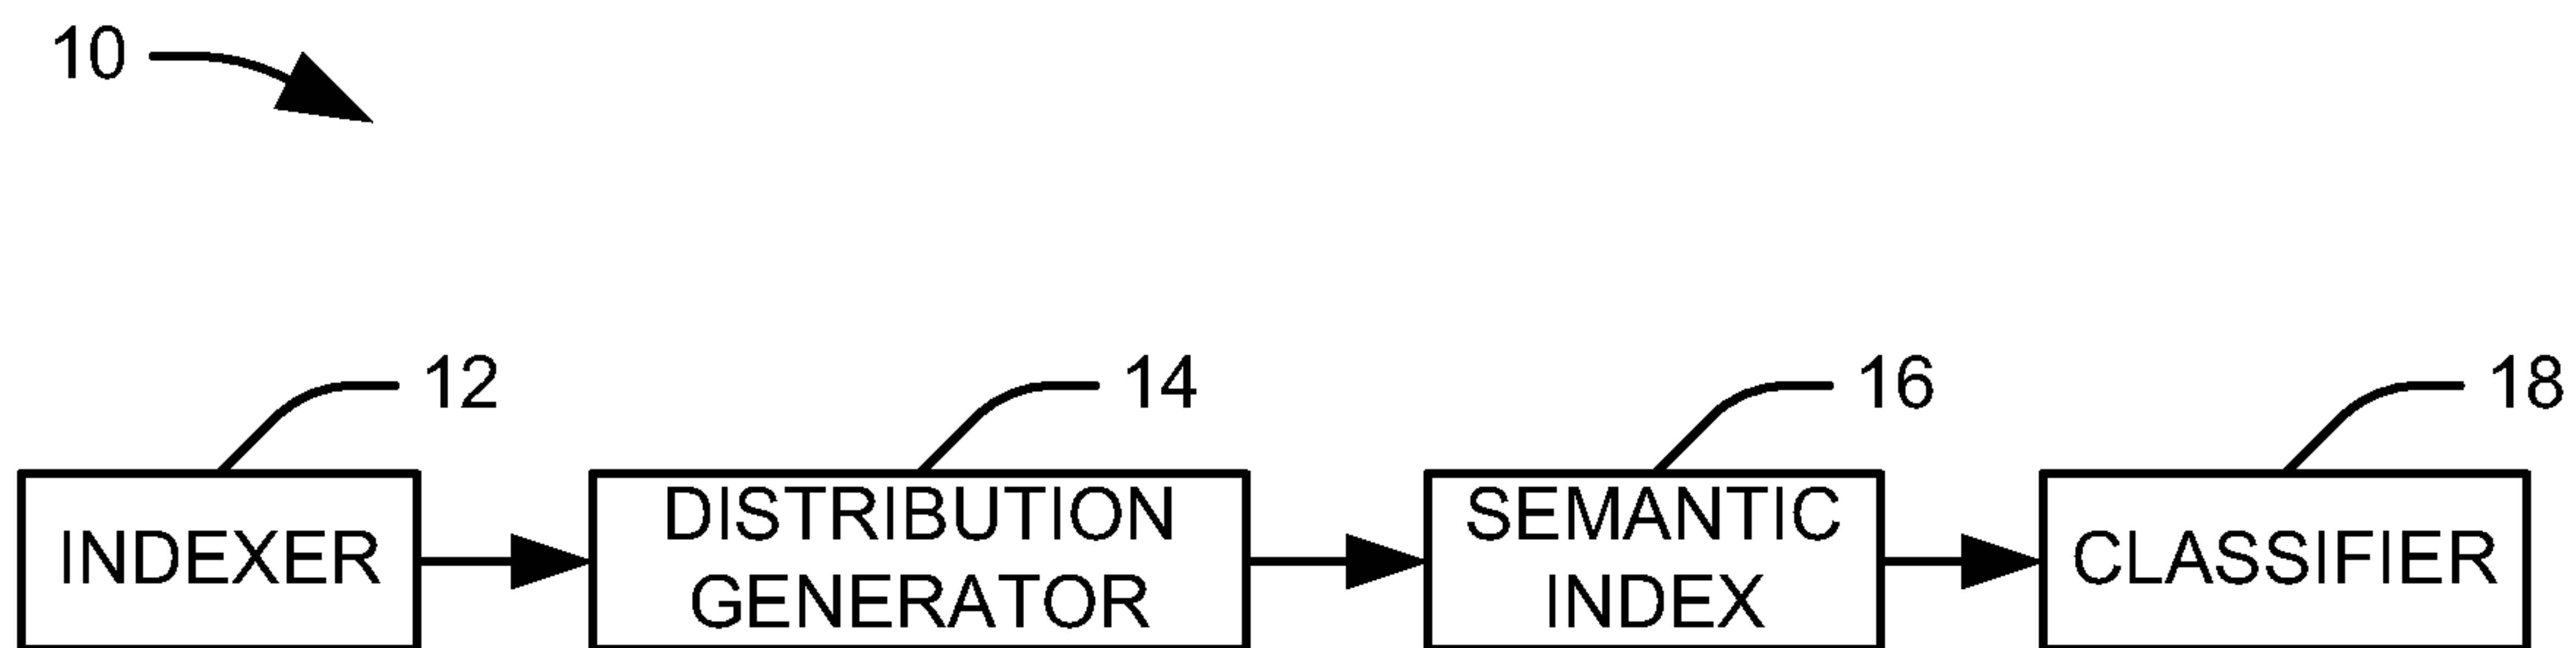 10
12
14
16
18
INDEXER
DISTRIBUTION
GENERATOR
SEMANTIC
INDEX
CLASSIFIER